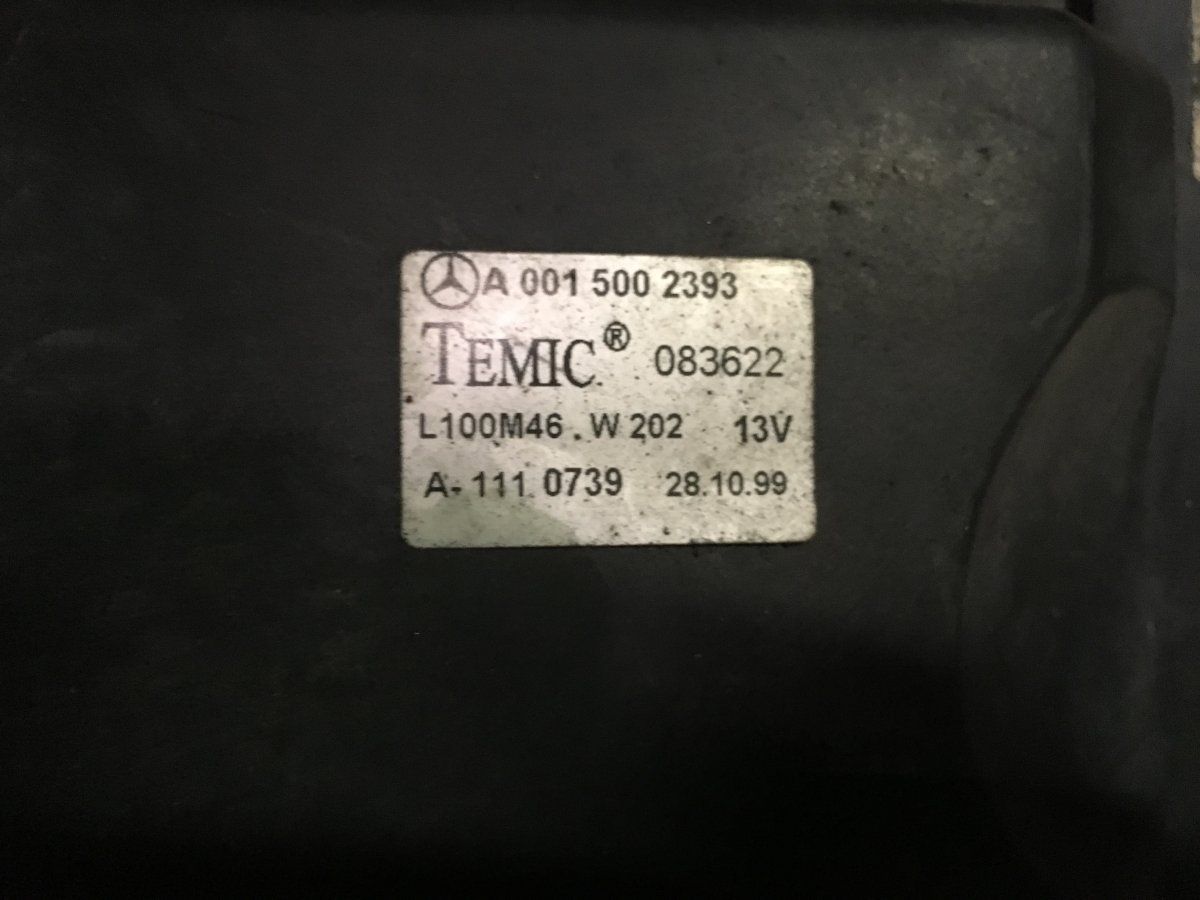 A 001 500 2393
TEMIC® 083622
L100M46 . W 202 13V
A- 111 0739 28.10.99